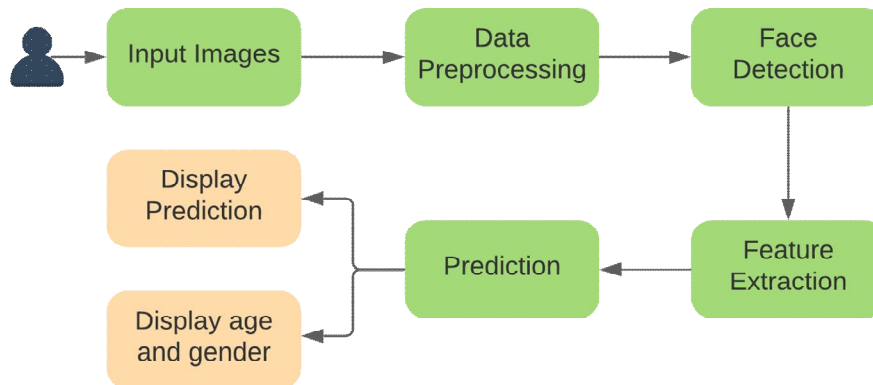 Input Images
Data
Preprocessing
Face
Detection
Feature
Extraction
Prediction
Display
Prediction
Display age
and gender